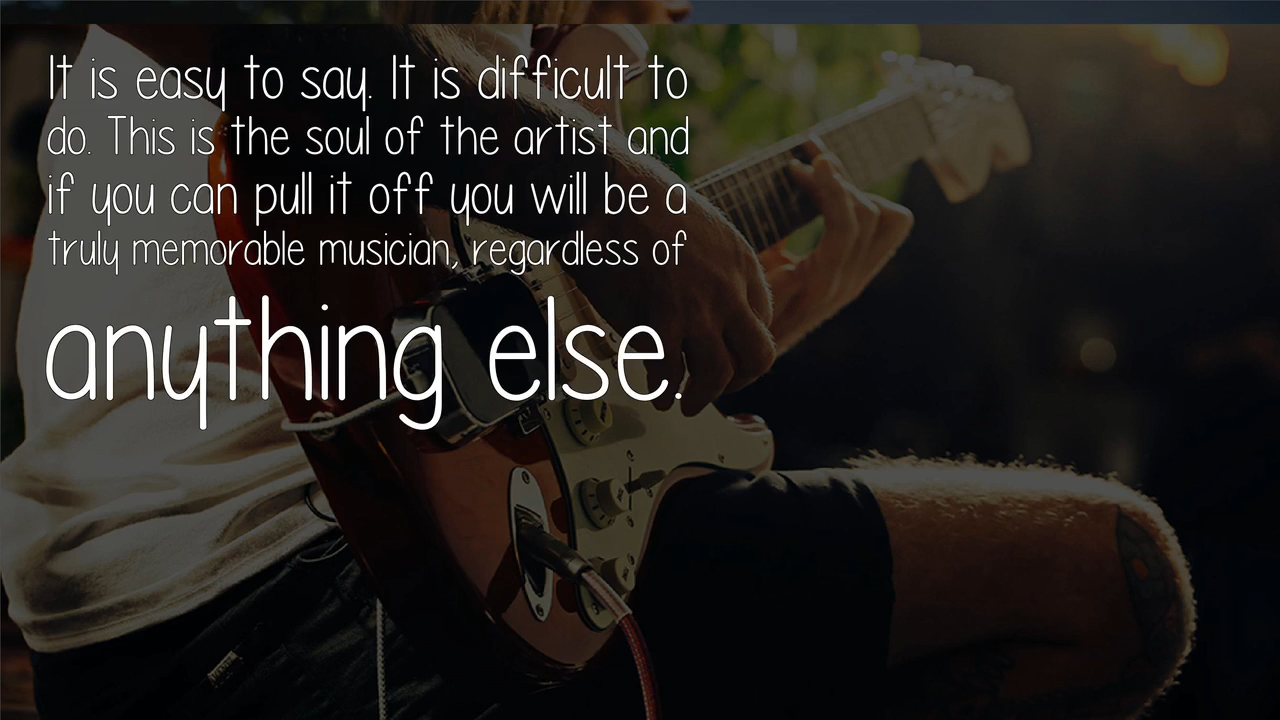 It is easy to say. It is difficult to
do. This is the soul of the artist and
if you can pull it off you will be a
truly memorable musician, regardless of
anything else.